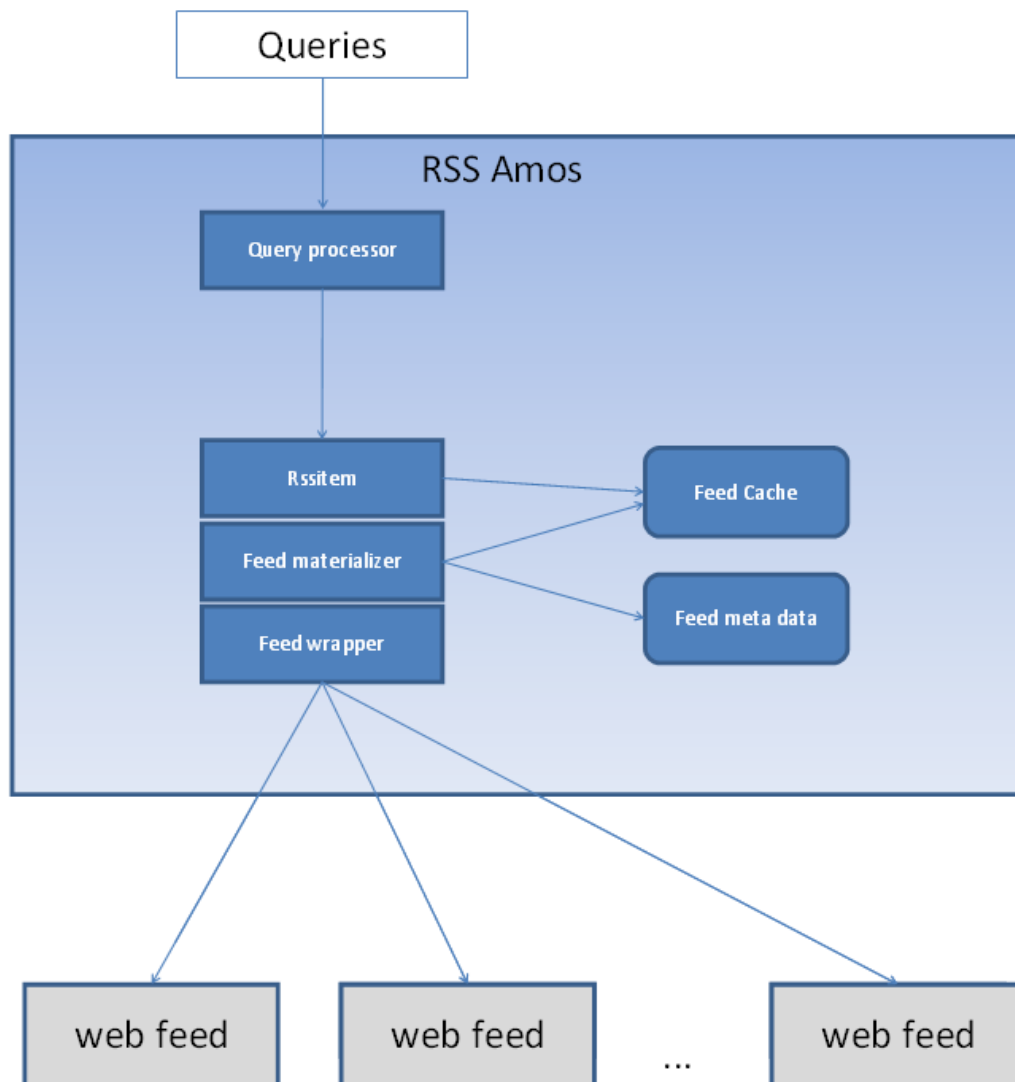 Queries
RSS Amos
Query processor
Rssitem
Feed Cache
Feed materializer
Feed meta data
Feed wrapper
web feed
web feed
...
web feed